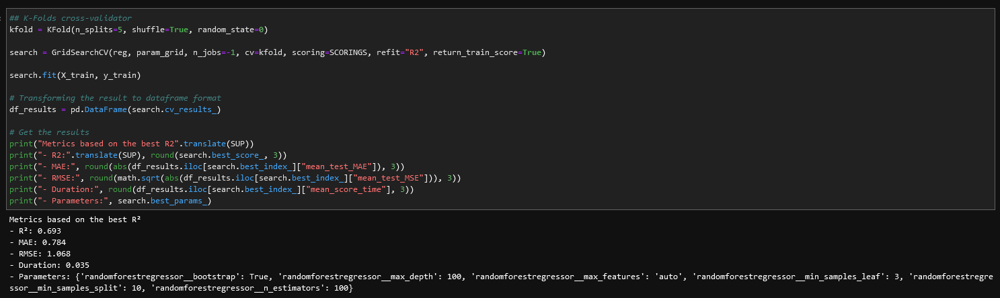 ## K-Folds cross-validator
kfold = KFold(n_splits=5, shuffle=True, random_state=0)
search = GridSearchCV(reg, param_grid, n_jobs=-1, cv=kfold, scoring=SCORINGS, refit="R2", return_train_score=True)
search.fit(X_train, y_train)
# Transforming the result to dataframe format
df_results = pd.DataFrame(search.cv_results_)
# Get the results
print("Metrics based on the best R2".translate(SUP))
print("- R2:".translate(SUP), round(search.best_score_, 3))
print("- MAE:", round(abs(df_results.iloc[search.best_index_]["mean_test_MAE"]), 3))
print("- RMSE:", round(math.sqrt(abs(df_results.iloc[search.best_index_]["mean_test_MSE"])), 3))
print("- Duration:", round(df_results.iloc[search.best_index_]["mean_score_time"], 3))
print("- Parameters:", search.best_params_)
Metrics based on the best R²
- R²: 0.693
- MAE: 0.784
- RMSE: 1.068
- Duration: 0.035
- Parameters: {'randomforestregressor__bootstrap': True, 'randomforestregressor__max_depth': 100, 'randomforestregressor__max_features': 'auto', 'randomforestregressor__min_samples_leaf': 3, 'randomforestregre
ssor__min_samples_split': 10, 'randomforestregressor__n_estimators': 100}